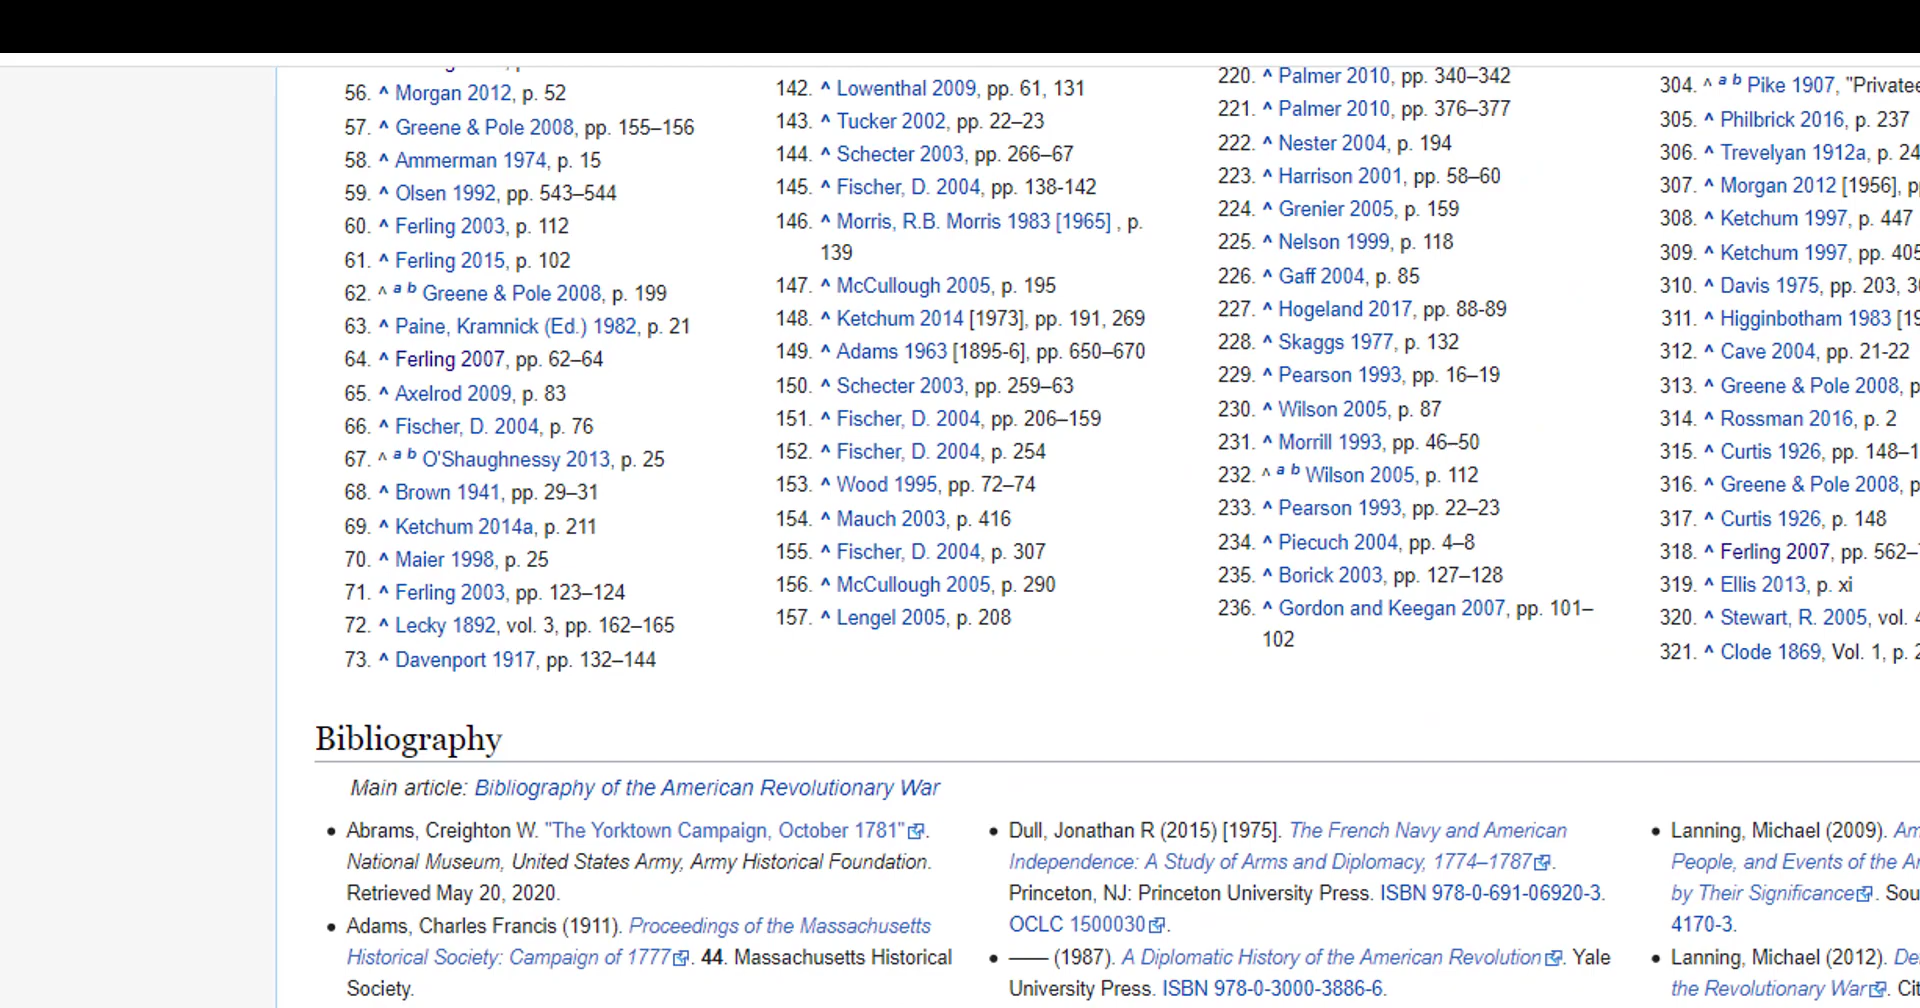 56. ^ Morgan 2012, p. 52
57. ^ Greene & Pole 2008, pp. 155–156
58. ^ Ammerman 1974, p. 15
59. ^ Olsen 1992, pp. 543–544
60. ^ Ferling 2003, p. 112
61. ^ Ferling 2015, p. 102
62. ^ a b Greene & Pole 2008, p. 199
63. ^ Paine, Kramnick (Ed.) 1982, p. 21
64. ^ Ferling 2007, pp. 62–64
65. ^ Axelrod 2009, p. 83
66. ^ Fischer, D. 2004, p. 76
67. ^ a b O'Shaughnessy 2013, p. 25
68. ^ Brown 1941, pp. 29–31
69. ^ Ketchum 2014a, p. 211
70. ^ Maier 1998, p. 25
71. ^ Ferling 2003, pp. 123–124
72. ^ Lecky 1892, vol. 3, pp. 162–165
73. ^ Davenport 1917, pp. 132–144
142. ^ Lowenthal 2009, pp. 61, 131
143. ^ Tucker 2002, pp. 22–23
144. ^ Schecter 2003, pp. 266–67
145. ^ Fischer, D. 2004, pp. 138-142
146. ^ Morris, R.B. Morris 1983 [1965] , p.
139
147. ^ McCullough 2005, p. 195
148. ^ Ketchum 2014 [1973], pp. 191, 269
149. ^ Adams 1963 [1895-6], pp. 650–670
150. ^ Schecter 2003, pp. 259–63
151. ^ Fischer, D. 2004, pp. 206–159
152. ^ Fischer, D. 2004, p. 254
153. ^ Wood 1995, pp. 72–74
154. ^ Mauch 2003, p. 416
155. ^ Fischer, D. 2004, p. 307
156. ^ McCullough 2005, p. 290
157. ^ Lengel 2005, p. 208
220. ^ Palmer 2010, pp. 340–342
221. ^ Palmer 2010, pp. 376–377
222. ^ Nester 2004, p. 194
223. ^ Harrison 2001, pp. 58–60
224. ^ Grenier 2005, p. 159
225. ^ Nelson 1999, p. 118
226. ^ Gaff 2004, p. 85
227. ^ Hogeland 2017, pp. 88-89
228. ^ Skaggs 1977, p. 132
229. ^ Pearson 1993, pp. 16–19
230. ^ Wilson 2005, p. 87
231. ^ Morrill 1993, pp. 46–50
232. ^ a b Wilson 2005, p. 112
233. ^ Pearson 1993, pp. 22–23
234. ^ Piecuch 2004, pp. 4–8
235. ^ Borick 2003, pp. 127–128
236. ^ Gordon and Keegan 2007, pp. 101–
102
304. ^ a b Pike 1907, "Privatee
305. ^ Philbrick 2016, p. 237
306. ^ Trevelyan 1912a, p. 24
307. ^ Morgan 2012 [1956], p
308. ^ Ketchum 1997, p. 447
309. ^ Ketchum 1997, pp. 405
310. ^ Davis 1975, pp. 203, 3
311. ^ Higginbotham 1983 [19
312. ^ Cave 2004, pp. 21-22
313. ^ Greene & Pole 2008, p
314. ^ Rossman 2016, p. 2
315. ^ Curtis 1926, pp. 148–1
316. ^ Greene & Pole 2008, p
317. ^ Curtis 1926, p. 148
318. ^ Ferling 2007, pp. 562–
319. ^ Ellis 2013, p. xi
320. ^ Stewart, R. 2005, vol. 4
321. ^ Clode 1869, Vol. 1, p. 2
Bibliography
Main article: Bibliography of the American Revolutionary War
• Abrams, Creighton W. "The Yorktown Campaign, October 1781".
National Museum, United States Army, Army Historical Foundation.
Retrieved May 20, 2020.
• Adams, Charles Francis (1911). Proceedings of the Massachusetts
Historical Society: Campaign of 1777. 44. Massachusetts Historical
Society.
• Dull, Jonathan R (2015) [1975]. The French Navy and American
Independence: A Study of Arms and Diplomacy, 1774–1787.
Princeton, NJ: Princeton University Press. ISBN 978-0-691-06920-3.
OCLC 1500030.
• —— (1987). A Diplomatic History of the American Revolution. Yale
University Press. ISBN 978-0-3000-3886-6.
• Lanning, Michael (2009). Am
People, and Events of the A
by Their Significance. Sou
4170-3.
• Lanning, Michael (2012). De
the Revolutionary War. Cit